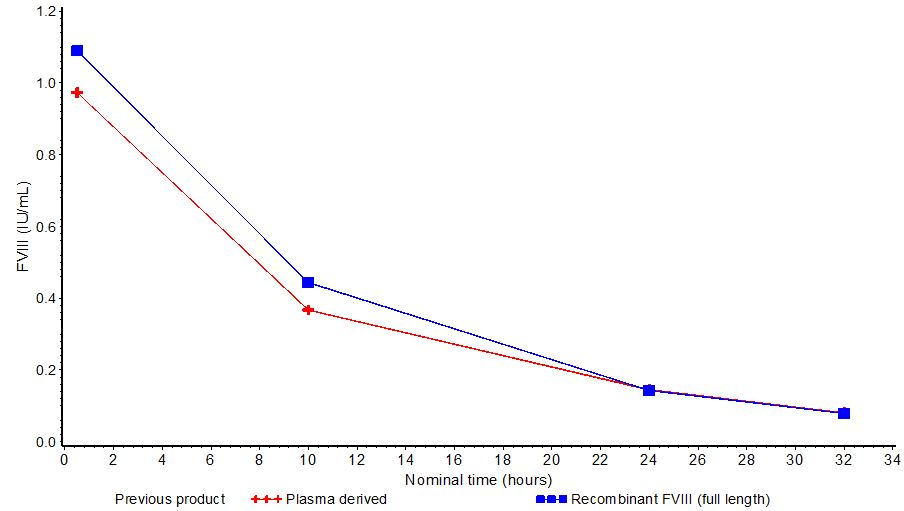 1.2
1.0
0.8
0.6
0.4
0.2
0.0
FVIII (IU/mL)
0 2 4 6 8 10 12 14 16 18 20 22 24 26 28 30 32 34
Nominal time (hours)
Previous product Plasma derived Recombinant FVIII (full length)